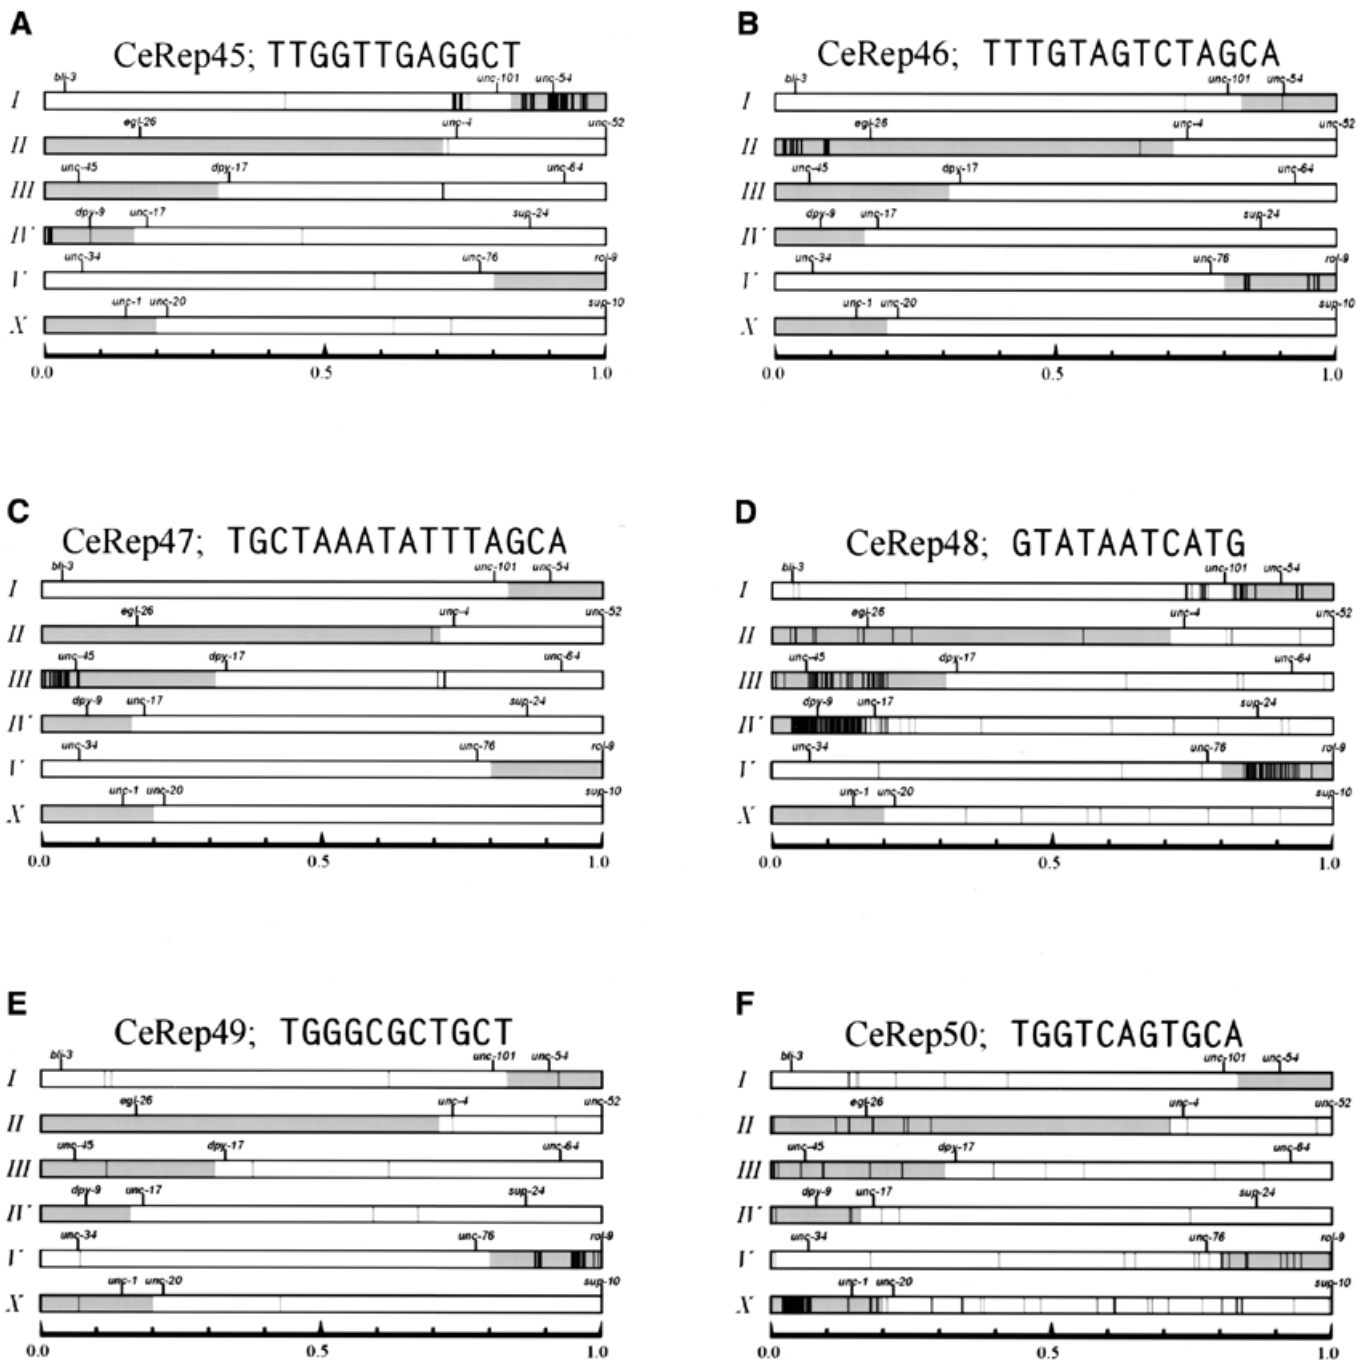 A
CeRep45; TTGGTTGAGGCT
bli-3 unc-101 unc-54
I
egl-26 unc-4 unc-52
II
unc-45 dpy-17 unc-64
III
dpy-9 unc-17 sup-24
IV
unc-34 unc-76 rol-9
V
unc-1 unc-20 sup-10
X
0.0 0.5 1.0
B
CeRep46; TTTGTAGTCTAGCA
bli-3 unc-101 unc-54
I
egl-26 unc-4 unc-52
II
unc-45 dpy-17 unc-64
III
dpy-9 unc-17 sup-24
IV
unc-34 unc-76 rol-9
V
unc-1 unc-20 sup-10
X
0.0 0.5 1.0
C
CeRep47; TGCTAAATATTTAGCA
bli-3 unc-101 unc-54
I
egl-26 unc-4 unc-52
II
unc-45 dpy-17 unc-64
III
dpy-9 unc-17 sup-24
IV
unc-34 unc-76 rol-9
V
unc-1 unc-20 sup-10
X
0.0 0.5 1.0
D
CeRep48; GTATAATCATG
bli-3 unc-101 unc-54
I
egl-26 unc-4 unc-52
II
unc-45 dpy-17 unc-64
III
dpy-9 unc-17 sup-24
IV
unc-34 unc-76 rol-9
V
unc-1 unc-20 sup-10
X
0.0 0.5 1.0
E
CeRep49; TGGGCGCTGCT
bli-3 unc-101 unc-54
I
egl-26 unc-4 unc-52
II
unc-45 dpy-17 unc-64
III
dpy-9 unc-17 sup-24
IV
unc-34 unc-76 rol-9
V
unc-1 unc-20 sup-10
X
0.0 0.5 1.0
F
CeRep50; TGGTCAGTGCA
bli-3 unc-101 unc-54
I
egl-26 unc-4 unc-52
II
unc-45 dpy-17 unc-64
III
dpy-9 unc-17 sup-24
IV
unc-34 unc-76 rol-9
V
unc-1 unc-20 sup-10
X
0.0 0.5 1.0